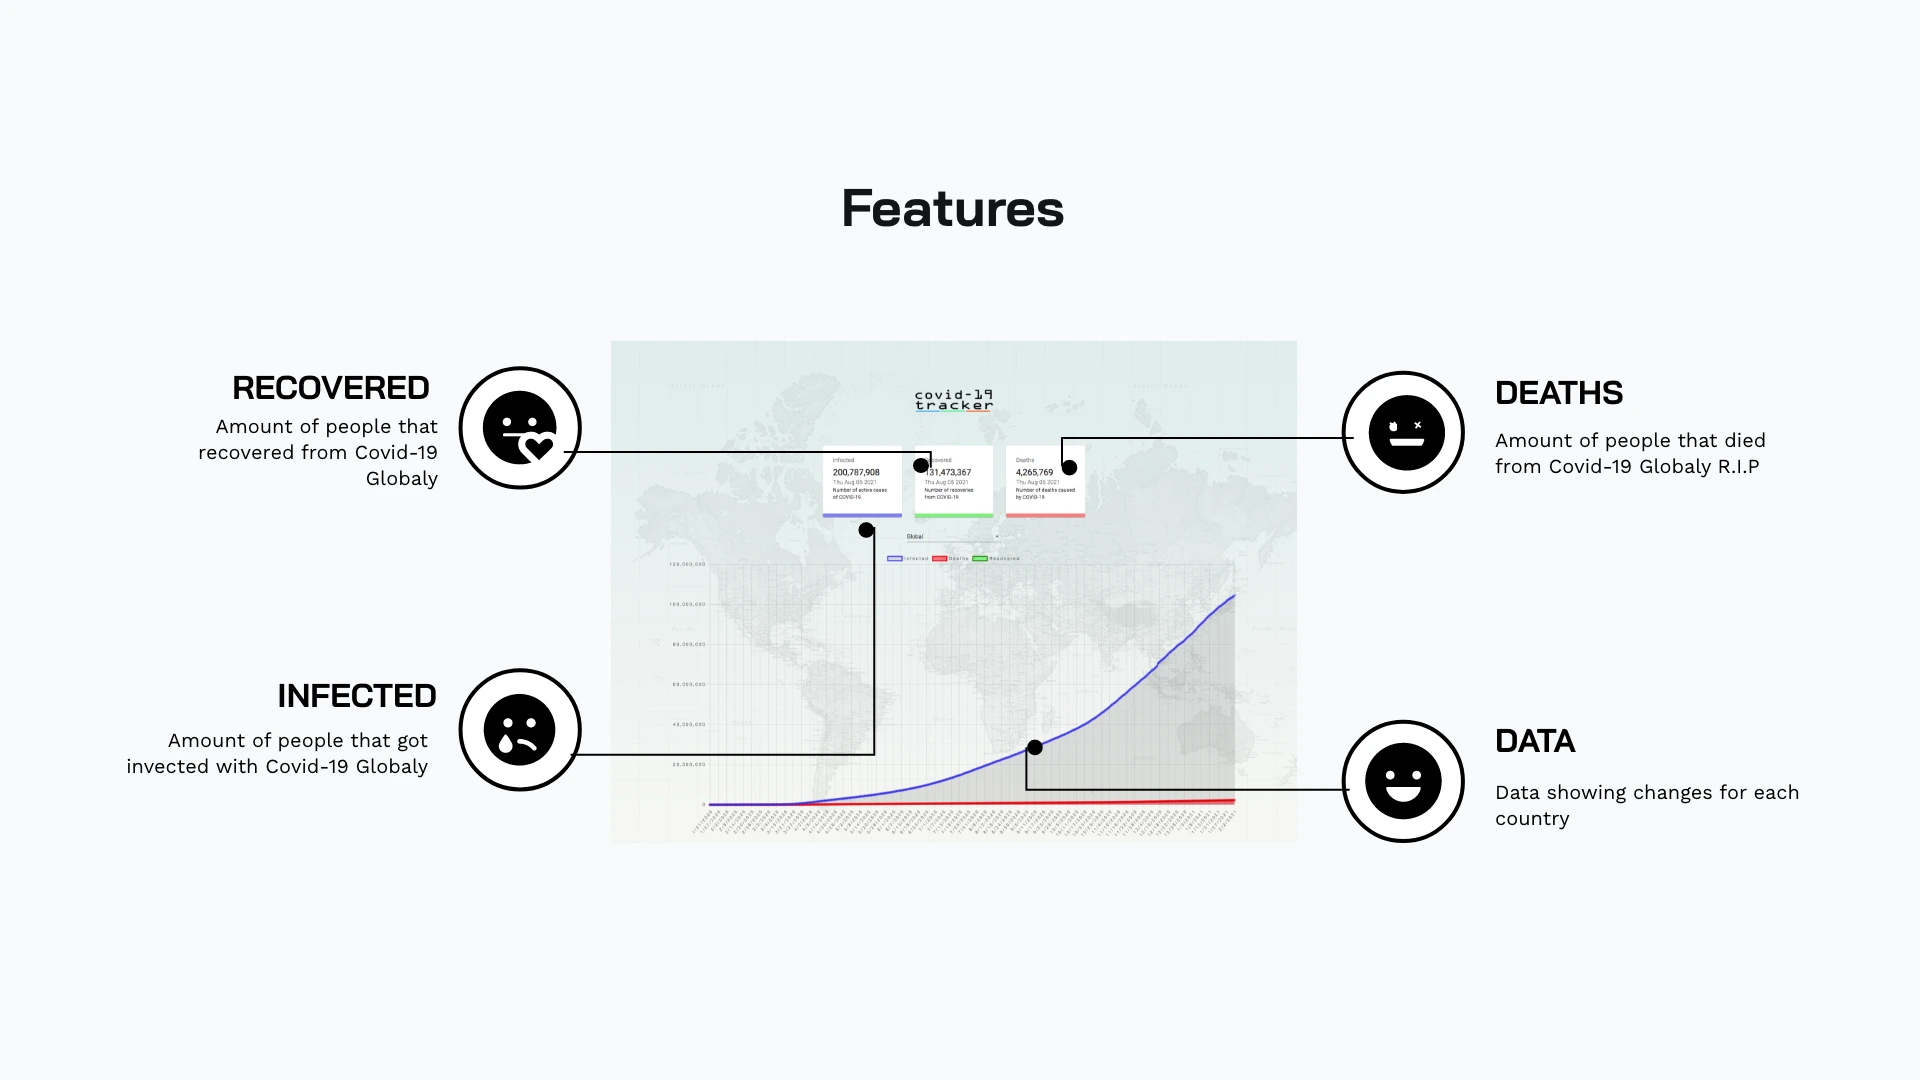 Features
RECOVERED
Amount of people that
recovered from Covid-19
Globaly
INFECTED
Amount of people that got
invected with Covid-19 Globaly
covid-19
tracker
Infected
200,787,908
Thu Aug 05 2021
Number of active cases
of COVID-19
131,473,367
Thu Aug 05 2021
Number of recoveries
from COVID-19
Deaths
4,265,769
Thu Aug 05 2021
Number of deaths caused
by COVID-19
Global
Infected Deaths Recovered
120,000,000
100,000,000
80,000,000
60,000,000
40,000,000
20,000,000
0
DEATHS
Amount of people that died
from Covid-19 Globaly R.I.P
DATA
Data showing changes for each
country